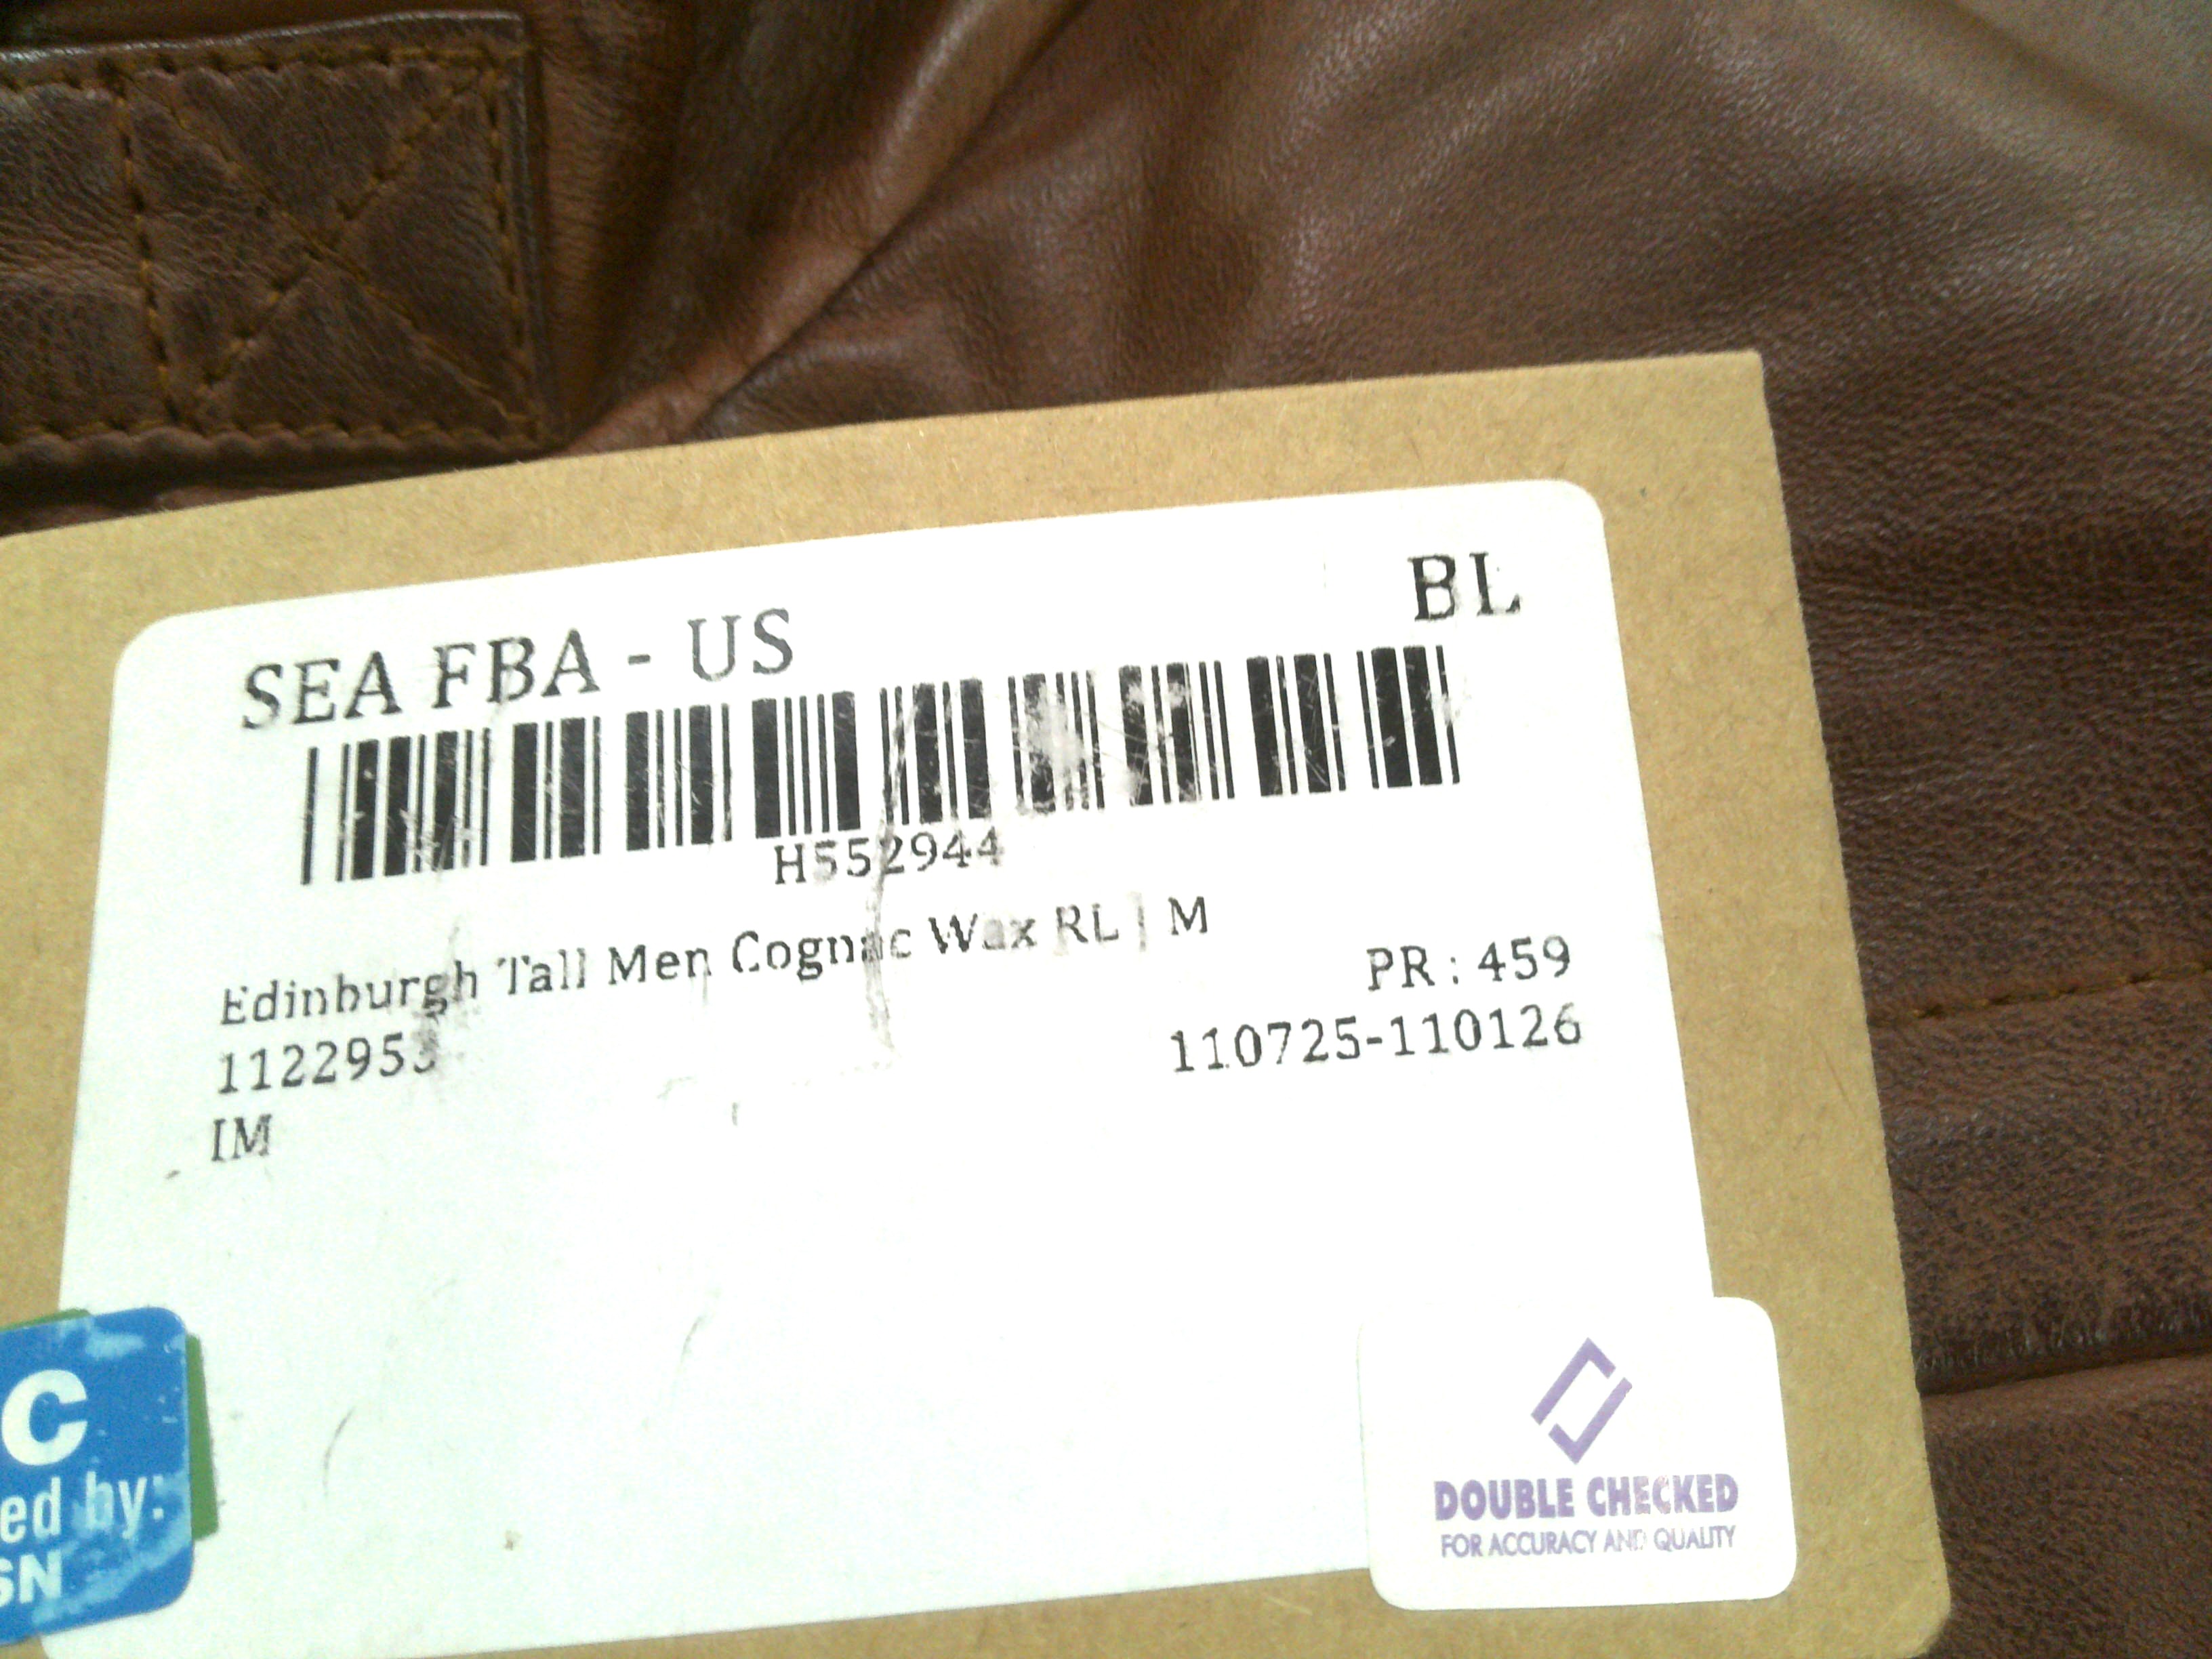 SEA FBA - US
BL
H552944
Edinburgh Tall Men Cognac Wax RL | M
PR : 459
110725-110126
IM
C
ed by:
SN
DOUBLE CHECKED
FOR ACCURACY AND QUALITY